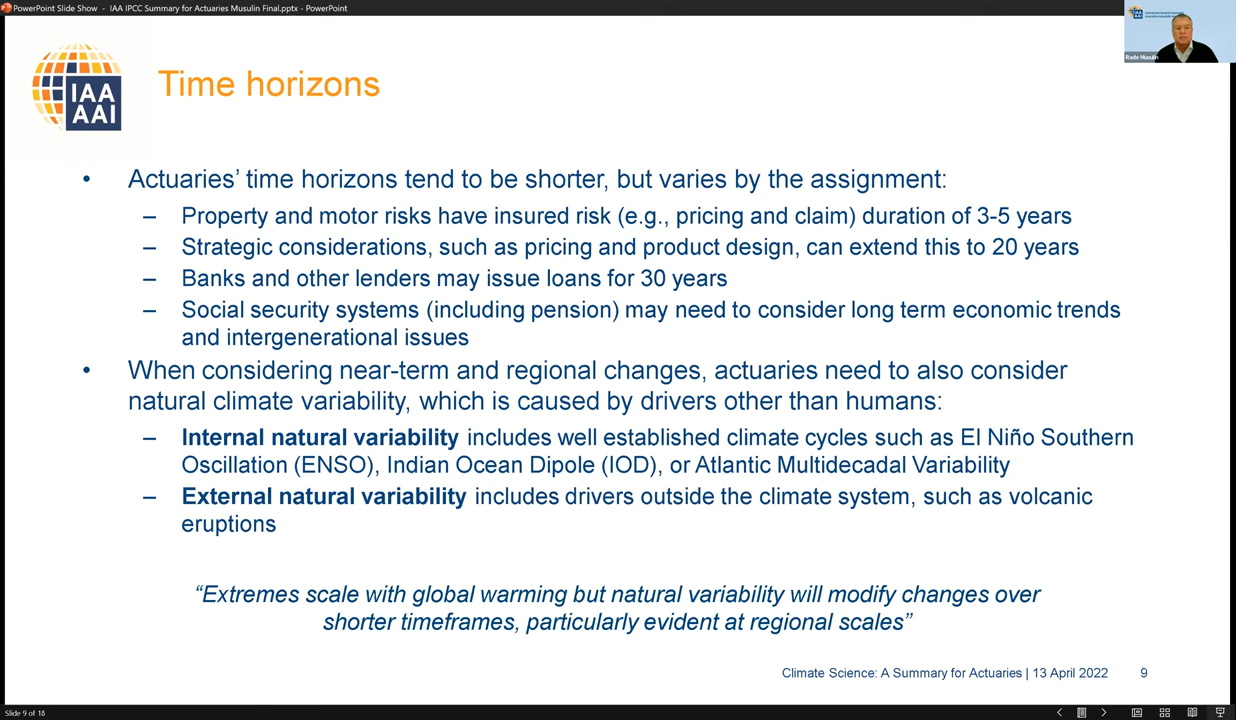 PowerPoint Slide Show - IAA IPCC Summary for Actuaries Musulin Final.pptx - PowerPoint
IAA
Rade Musulin
IAA
AAI
Time horizons
• Actuaries’ time horizons tend to be shorter, but varies by the assignment:
– Property and motor risks have insured risk (e.g., pricing and claim) duration of 3-5 years
– Strategic considerations, such as pricing and product design, can extend this to 20 years
– Banks and other lenders may issue loans for 30 years
– Social security systems (including pension) may need to consider long term economic trends
and intergenerational issues
• When considering near-term and regional changes, actuaries need to also consider
natural climate variability, which is caused by drivers other than humans:
– Internal natural variability includes well established climate cycles such as El Niño Southern
Oscillation (ENSO), Indian Ocean Dipole (IOD), or Atlantic Multidecadal Variability
– External natural variability includes drivers outside the climate system, such as volcanic
eruptions
“Extremes scale with global warming but natural variability will modify changes over
shorter timeframes, particularly evident at regional scales”
Climate Science: A Summary for Actuaries | 13 April 2022 9
Slide 9 of 18